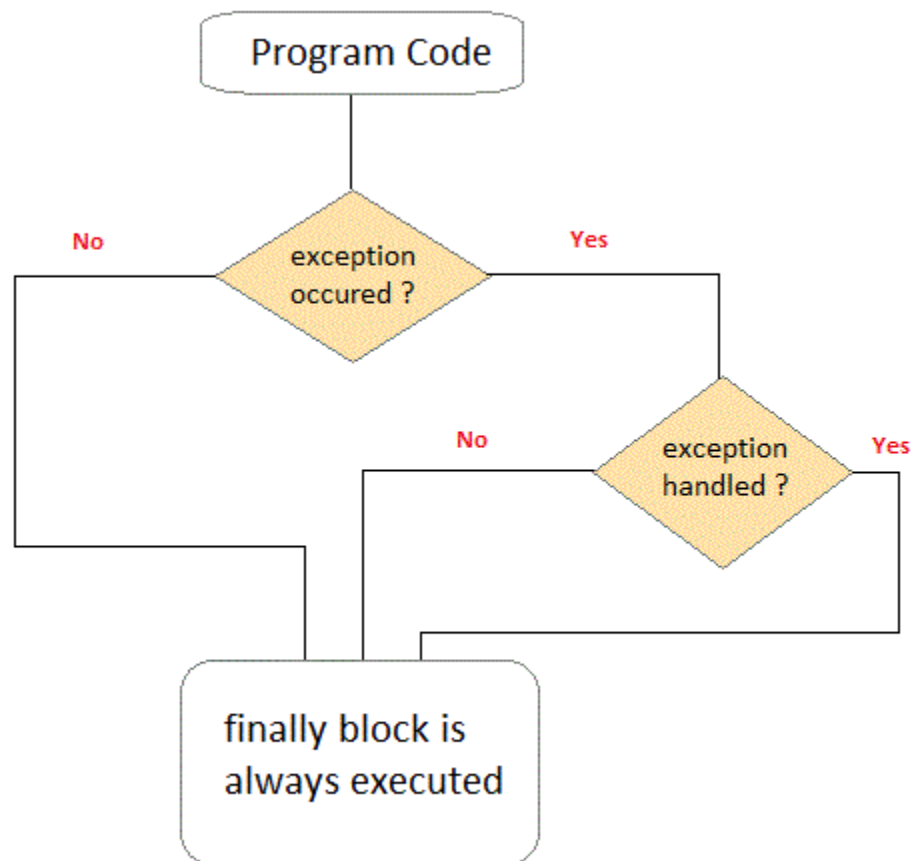 Program Code
No
Yes
exception
occured ?
No
Yes
exception
handled ?
finally block is
always executed